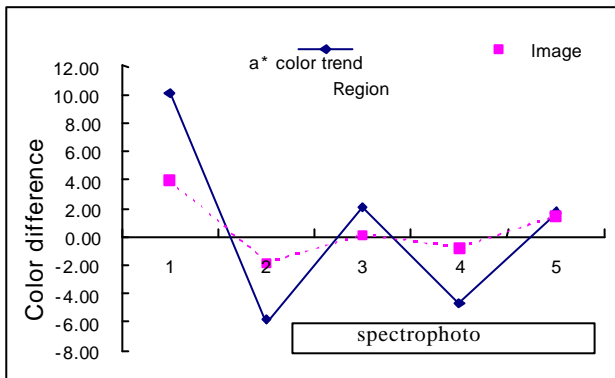 12.00
10.00
8.00
6.00
4.00
2.00
0.00
-2.00
-4.00
-6.00
-8.00
Color difference
a* color trend
Image
Region
1 2 3 4 5
spectrophoto